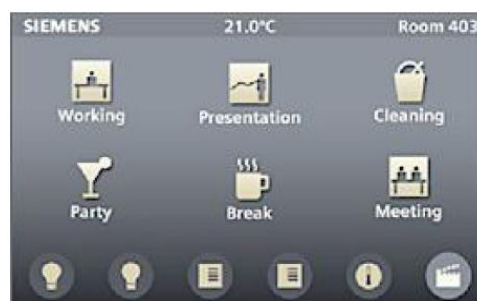 SIEMENS 21.0°C Room 403
Working Presentation Cleaning
Party Break Meeting